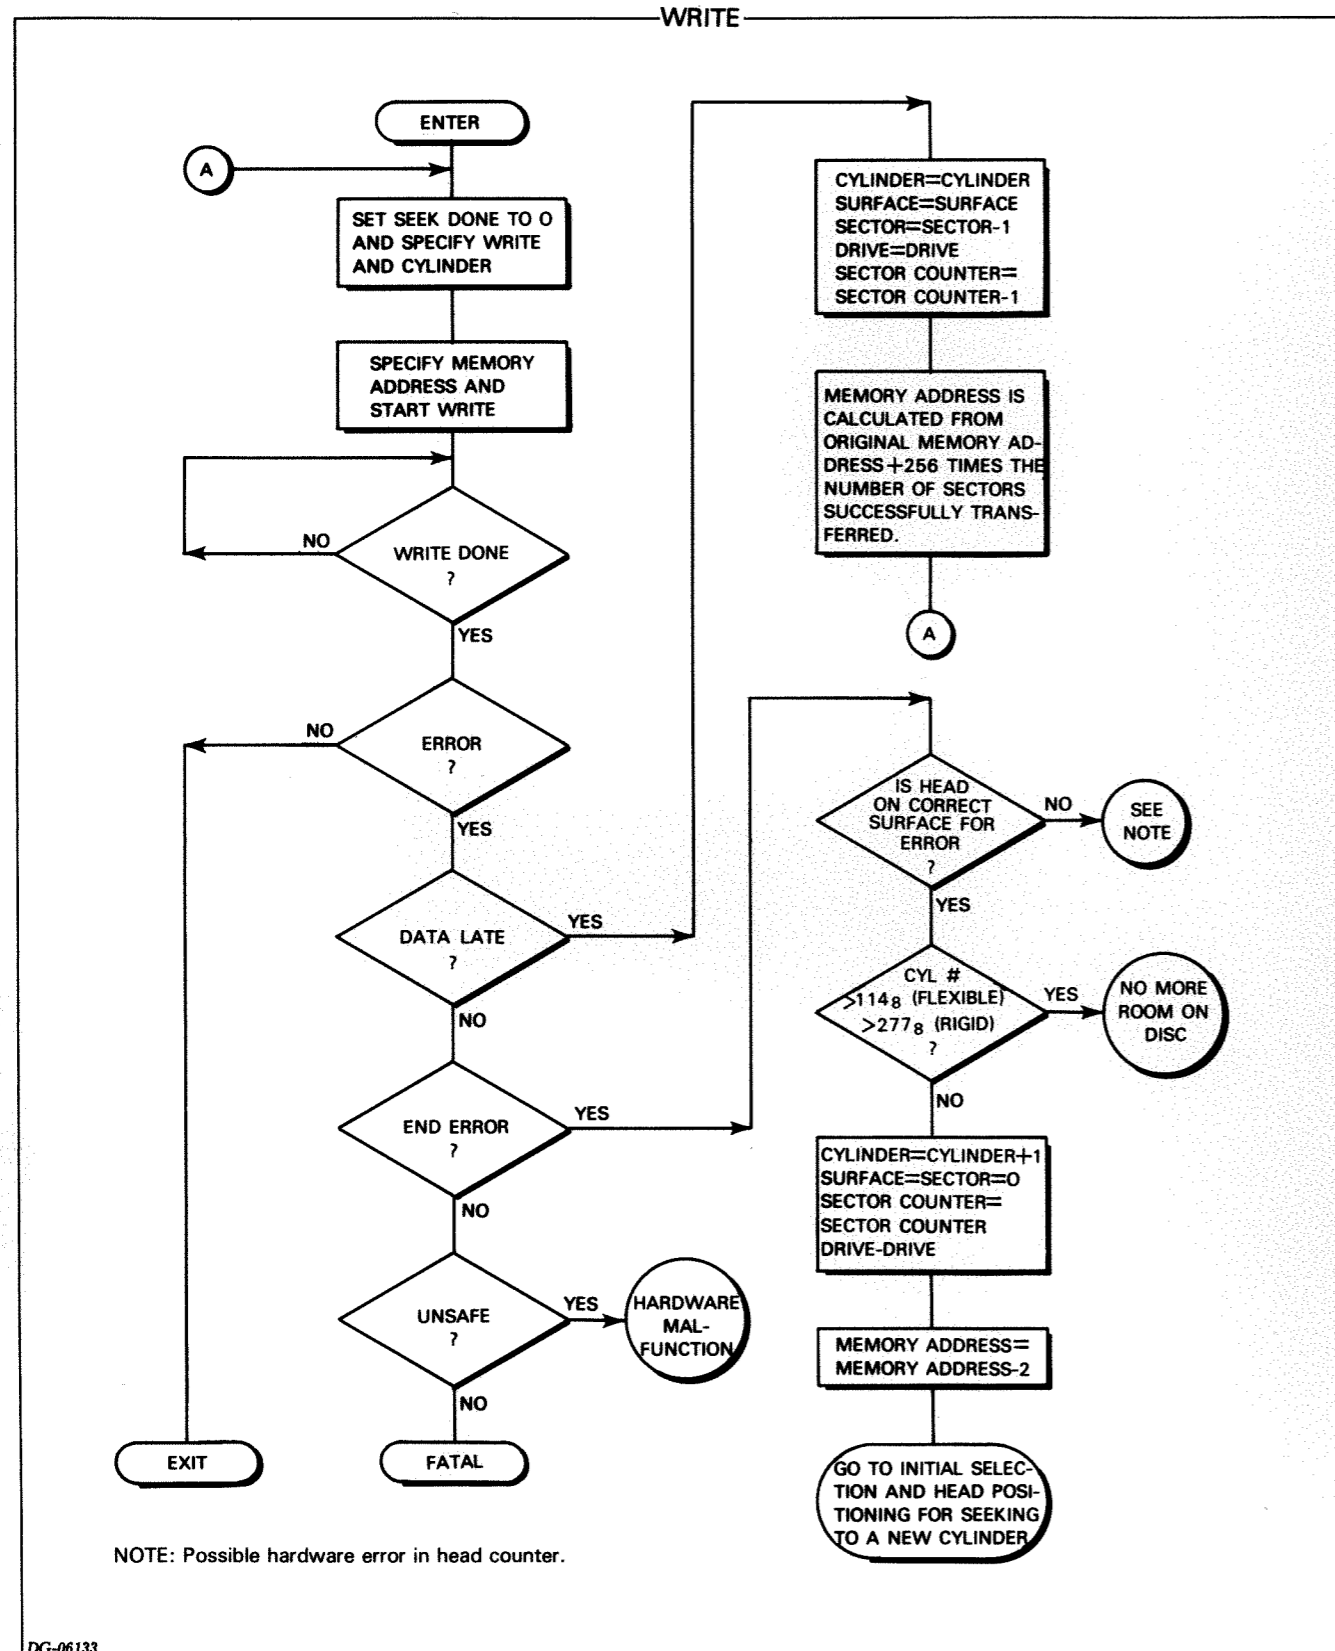 WRITE
ENTER
A
SET SEEK DONE TO 0
AND SPECIFY WRITE
AND CYLINDER
SPECIFY MEMORY
ADDRESS AND
START WRITE
NO
WRITE DONE
?
YES
NO
ERROR
?
YES
DATA LATE
?
YES
NO
END ERROR
?
YES
NO
UNSAFE
?
YES
HARDWARE
MAL-
FUNCTION
NO
EXIT
FATAL
CYLINDER=CYLINDER
SURFACE=SURFACE
SECTOR=SECTOR-1
DRIVE=DRIVE
SECTOR COUNTER=
SECTOR COUNTER-1
MEMORY ADDRESS IS
CALCULATED FROM
ORIGINAL MEMORY AD-
DRESS+256 TIMES THE
NUMBER OF SECTORS
SUCCESSFULLY TRANS-
FERRED.
A
IS HEAD
ON CORRECT
SURFACE FOR
ERROR
?
NO
SEE
NOTE
YES
CYL #
>114₈ (FLEXIBLE)
>277₈ (RIGID)
?
YES
NO MORE
ROOM ON
DISC
NO
CYLINDER=CYLINDER+1
SURFACE=SECTOR=0
SECTOR COUNTER=
SECTOR COUNTER
DRIVE-DRIVE
MEMORY ADDRESS=
MEMORY ADDRESS-2
GO TO INITIAL SELEC-
TION AND HEAD POSI-
TIONING FOR SEEKING
TO A NEW CYLINDER
NOTE: Possible hardware error in head counter.
DG-06133